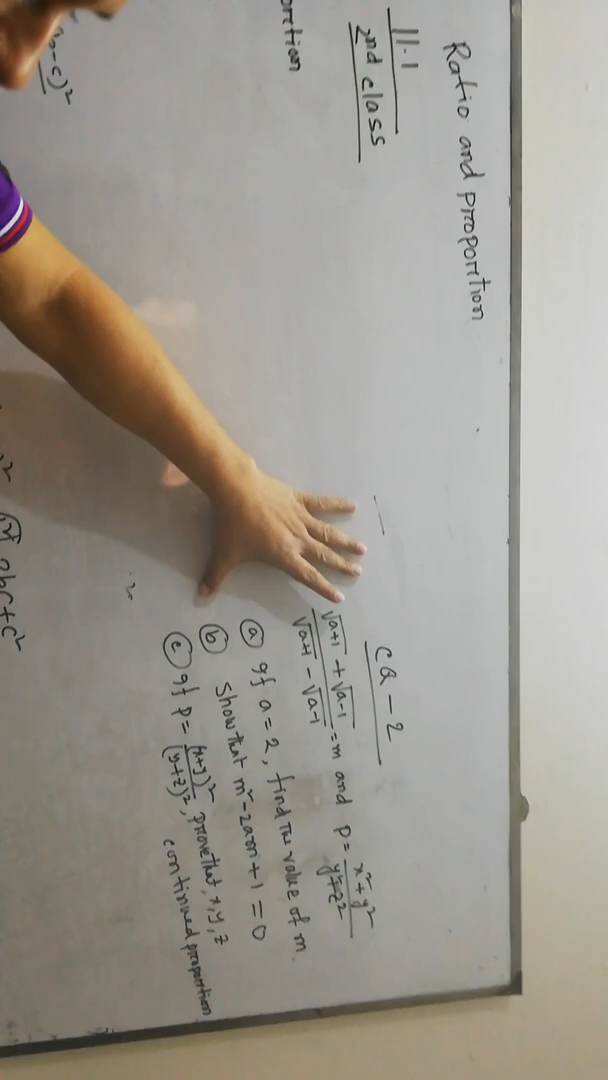 Ratio and proportion
11.1
2nd class
CQ-2
√a+1 + √a-1 / √a+1 - √a-1 = m and p = x²+y² / y²+z²
(a) If a = 2, find the value of m.
(b) Show that m² - 2am + 1 = 0
(c) If p = (x+y)² / (y+z)², prove that, x, y, z
continued proportion